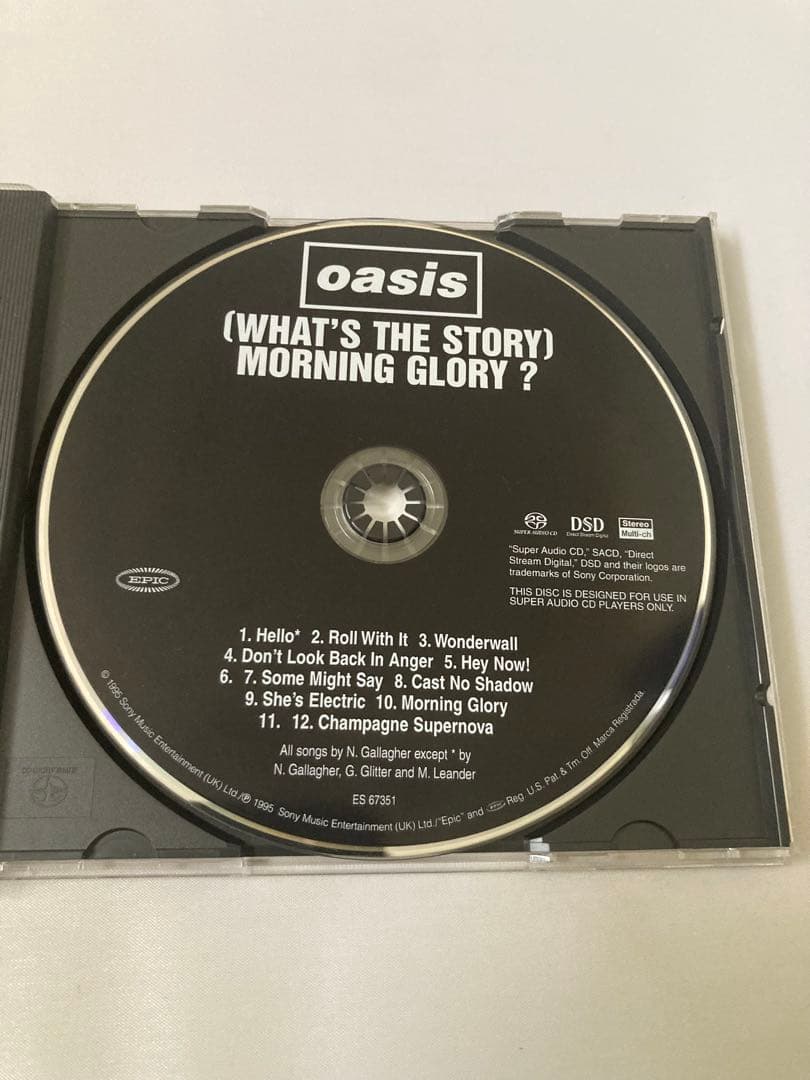 oasis
(WHAT'S THE STORY)
MORNING GLORY ?
SUPER AUDIO CD
DSD
Direct Stream Digital
Stereo
Multi-ch
"Super Audio CD," SACD, "Direct
Stream Digital," DSD and their logos are
trademarks of Sony Corporation.
THIS DISC IS DESIGNED FOR USE IN
SUPER AUDIO CD PLAYERS ONLY.
EPIC
1. Hello* 2. Roll With It 3. Wonderwall
4. Don't Look Back In Anger 5. Hey Now!
6. 7. Some Might Say 8. Cast No Shadow
9. She's Electric 10. Morning Glory
11. 12. Champagne Supernova
All songs by N. Gallagher except * by
N. Gallagher, G. Glitter and M. Leander
ES 67351
© 1995 Sony Music Entertainment (UK) Ltd./℗ 1995 Sony Music Entertainment (UK) Ltd./"Epic" and EPIC Reg. U.S. Pat. & Tm. Off. Marca Registrada.